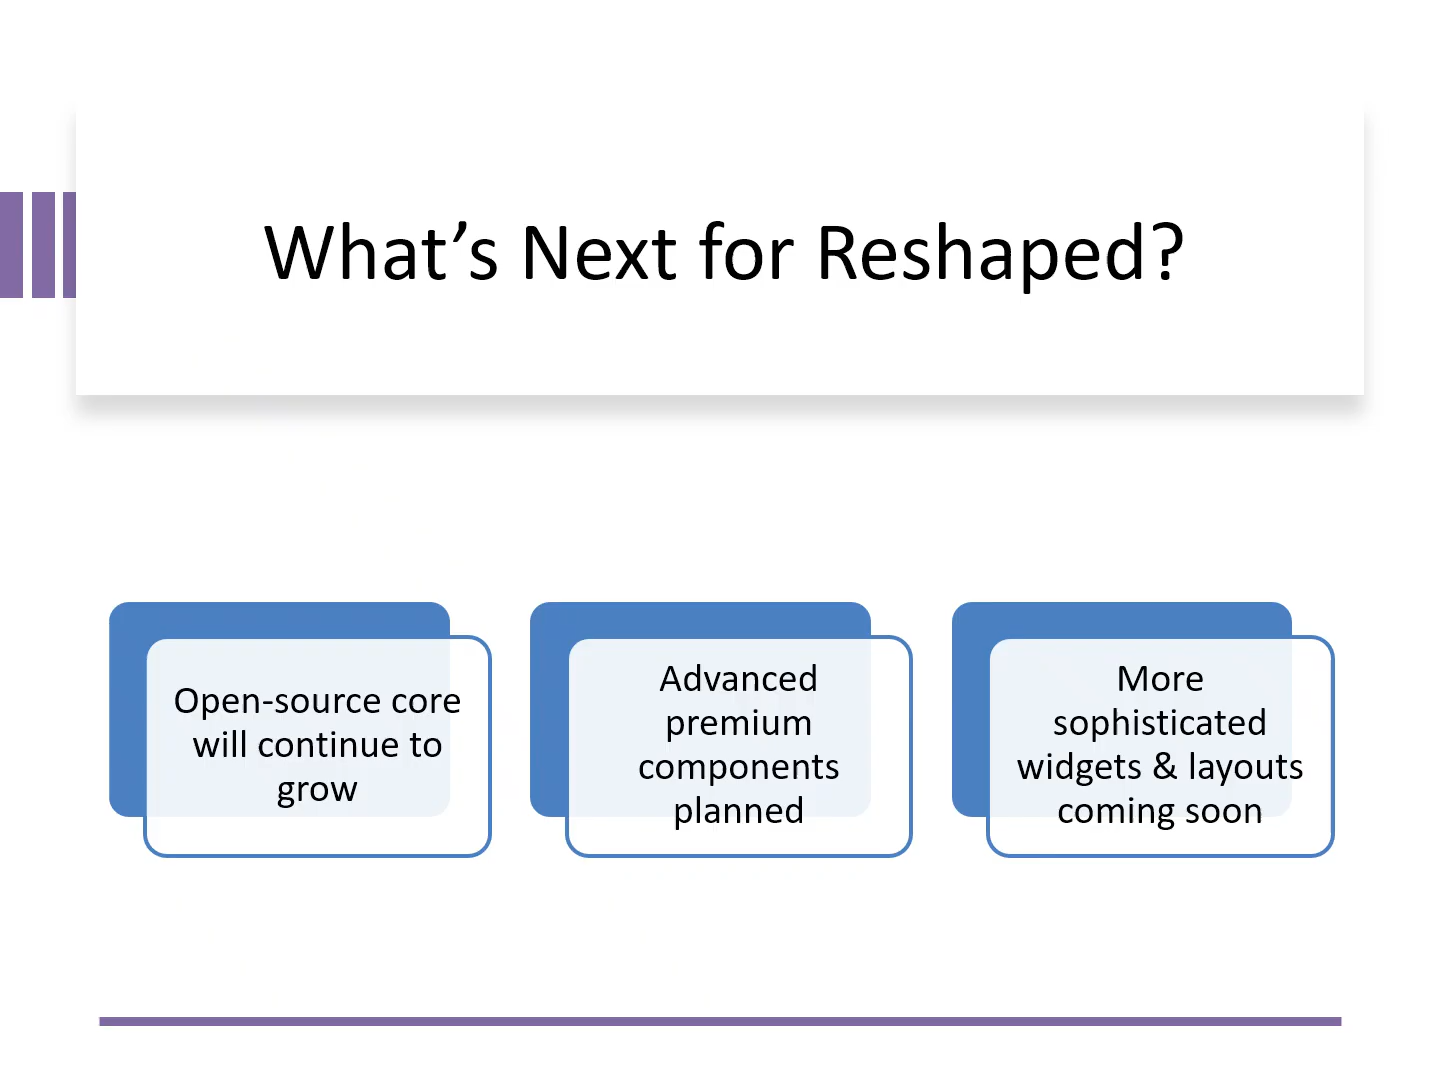 What’s Next for Reshaped?
Open-source core
will continue to
grow
Advanced
premium
components
planned
More
sophisticated
widgets & layouts
coming soon